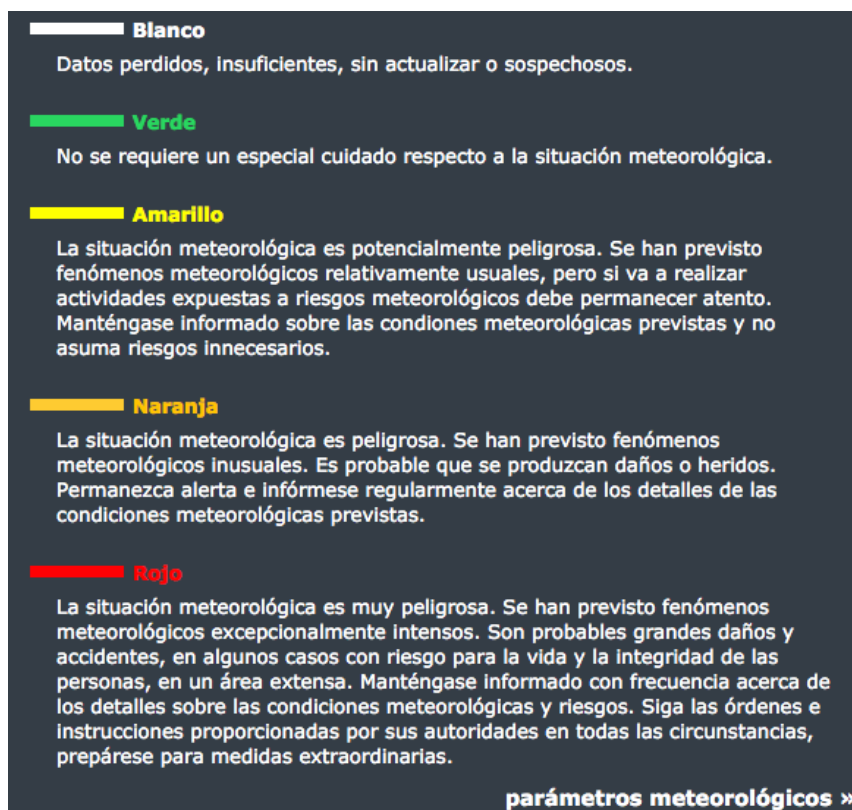 Blanco
Datos perdidos, insuficientes, sin actualizar o sospechosos.
Verde
No se requiere un especial cuidado respecto a la situación meteorológica.
Amarillo
La situación meteorológica es potencialmente peligrosa. Se han previsto
fenómenos meteorológicos relativamente usuales, pero si va a realizar
actividades expuestas a riesgos meteorológicos debe permanecer atento.
Manténgase informado sobre las condiones meteorológicas previstas y no
asuma riesgos innecesarios.
Naranja
La situación meteorológica es peligrosa. Se han previsto fenómenos
meteorológicos inusuales. Es probable que se produzcan daños o heridos.
Permanezca alerta e infórmese regularmente acerca de los detalles de las
condiciones meteorológicas previstas.
Rojo
La situación meteorológica es muy peligrosa. Se han previsto fenómenos
meteorológicos excepcionalmente intensos. Son probables grandes daños y
accidentes, en algunos casos con riesgo para la vida y la integridad de las
personas, en un área extensa. Manténgase informado con frecuencia acerca de
los detalles sobre las condiciones meteorológicas y riesgos. Siga las órdenes e
instrucciones proporcionadas por sus autoridades en todas las circunstancias,
prepárese para medidas extraordinarias.
parámetros meteorológicos »